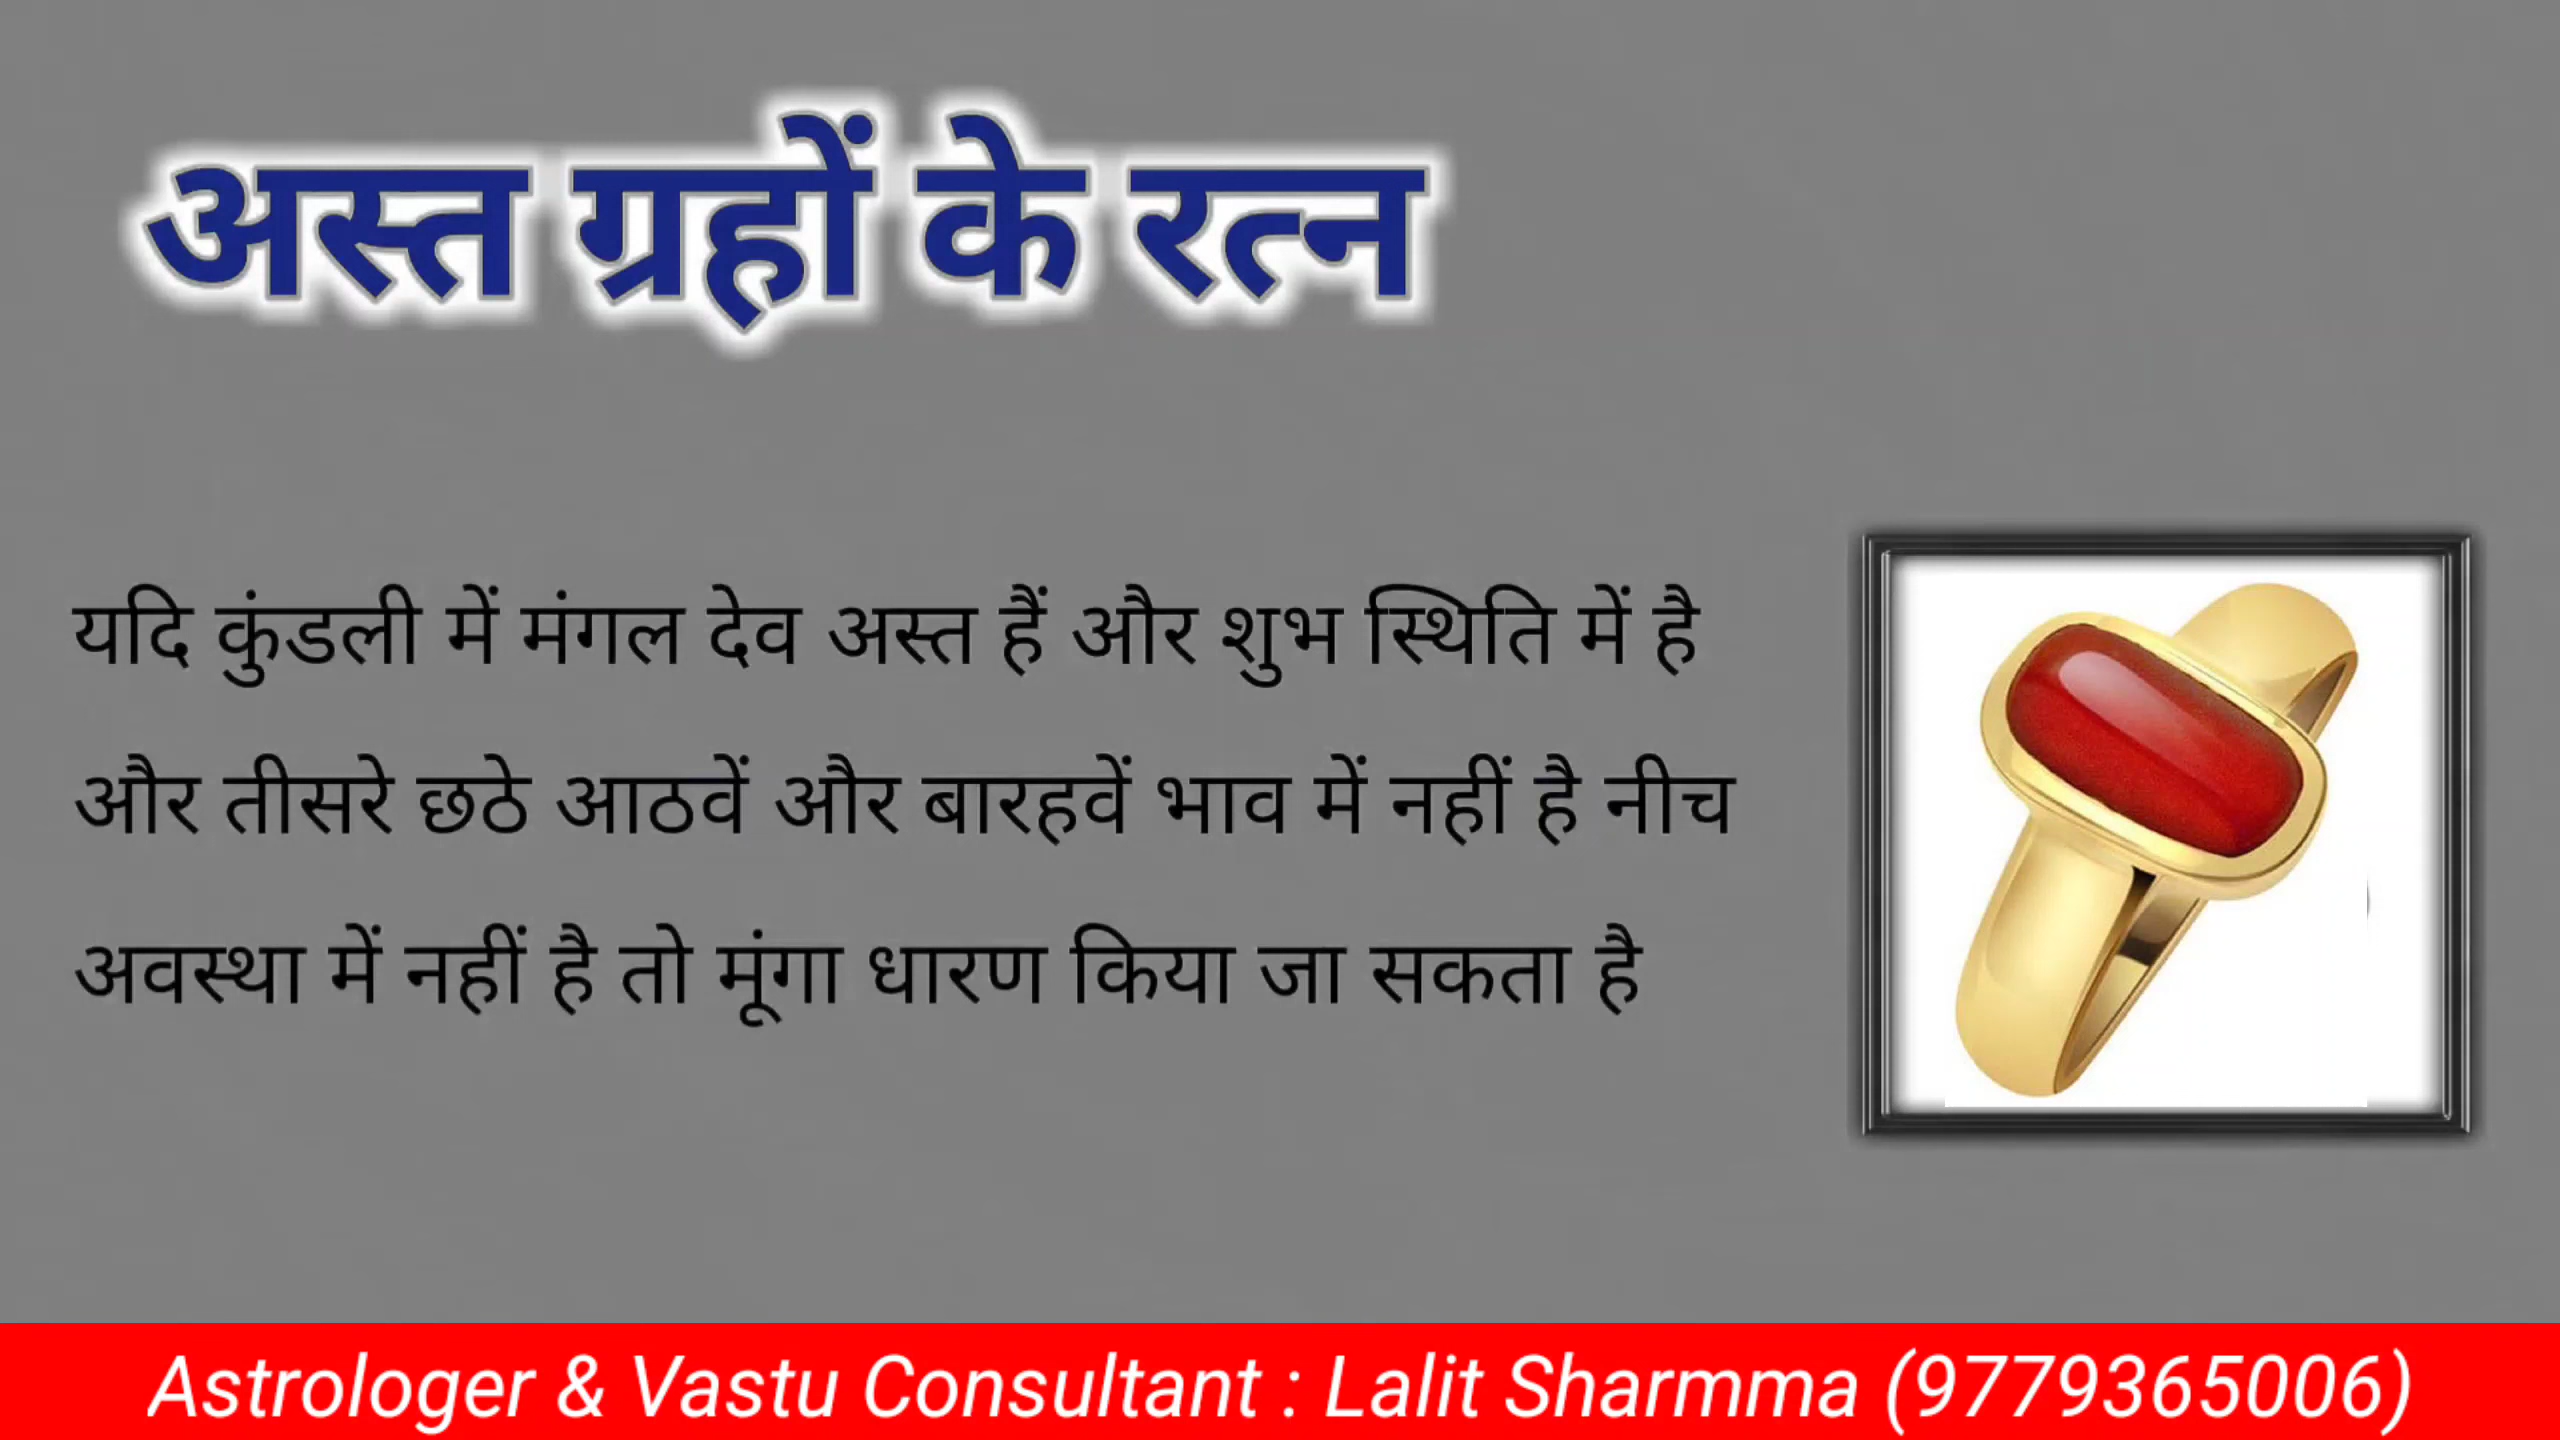 अस्त ग्रहों के रत्न
यदि कुंडली में मंगल देव अस्त हैं और शुभ स्थिति में है
और तीसरे छठे आठवें और बारहवें भाव में नहीं है नीच
अवस्था में नहीं है तो मूंगा धारण किया जा सकता है
Astrologer & Vastu Consultant : Lalit Sharmma (9779365006)